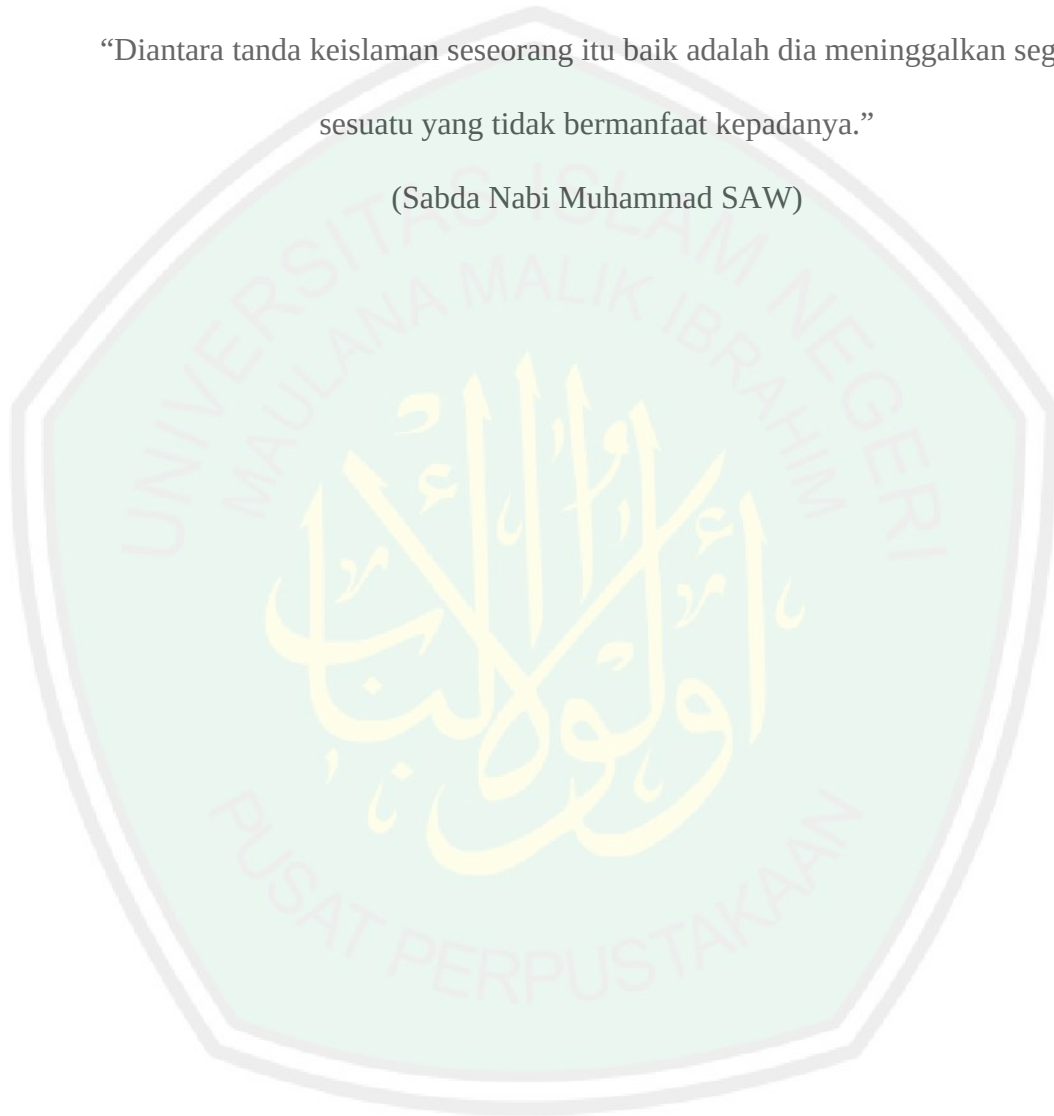 “Diantara tanda keislaman seseorang itu baik adalah dia meninggalkan seg
sesuatu yang tidak bermanfaat kepadanya.”
(Sabda Nabi Muhammad SAW)
UNIVERSITAS ISLAM NEGERI
MAULANA MALIK IBRAHIM
أولو الألباب
PUSAT PERPUSTAKAAN